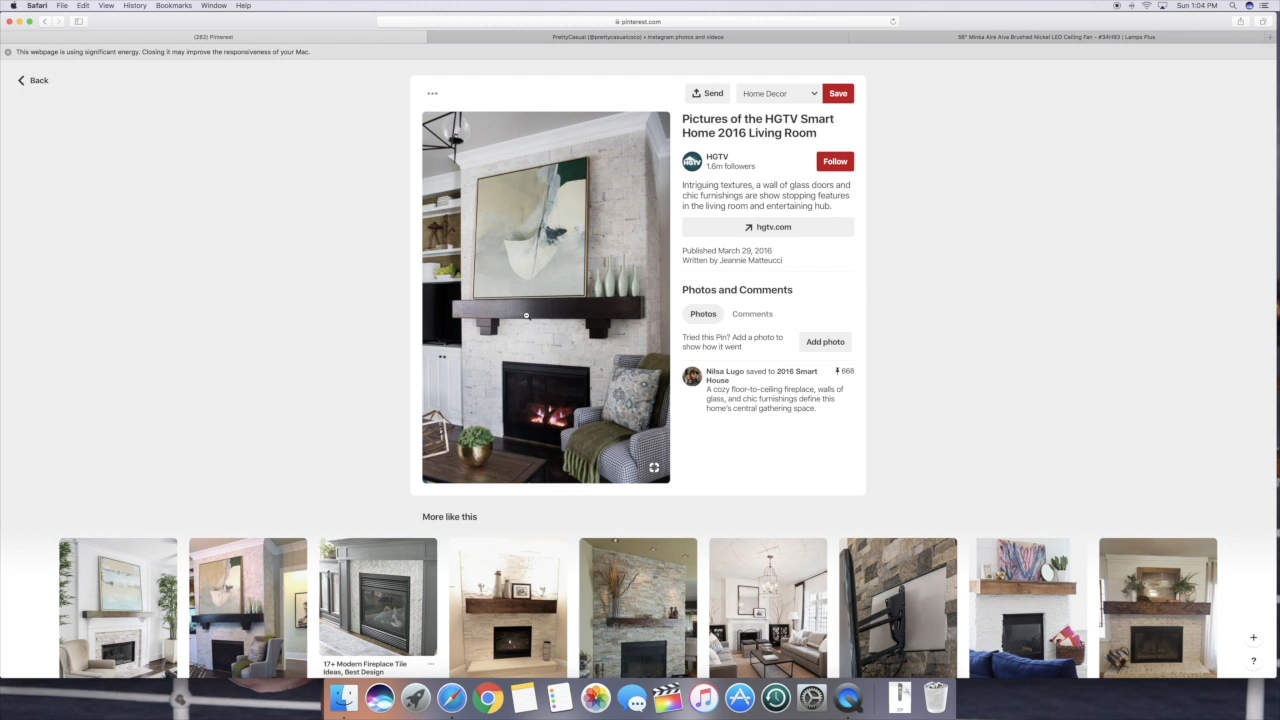 Safari File Edit View History Bookmarks Window Help Sun 1:04 PM
pinterest.com
(282) Pinterest PrettyCasual (@prettycasualcoco) • Instagram photos and videos 56" Minka Aire Alva Brushed Nickel LED Ceiling Fan - #34H93 | Lamps Plus
This webpage is using significant energy. Closing it may improve the responsiveness of your Mac.
Back
Send Home Decor Save
Pictures of the HGTV Smart
Home 2016 Living Room
HGTV
HGTV
1.6m followers
Follow
Intriguing textures, a wall of glass doors and
chic furnishings are show stopping features
in the living room and entertaining hub.
hgtv.com
Published March 29, 2016
Written by Jeannie Matteucci
Photos and Comments
Photos Comments
Tried this Pin? Add a photo to
show how it went
Add photo
Nilsa Lugo saved to 2016 Smart
House
668
A cozy floor-to-ceiling fireplace, walls of
glass, and chic furnishings define this
home's central gathering space.
More like this
17+ Modern Fireplace Tile
Ideas, Best Design
?